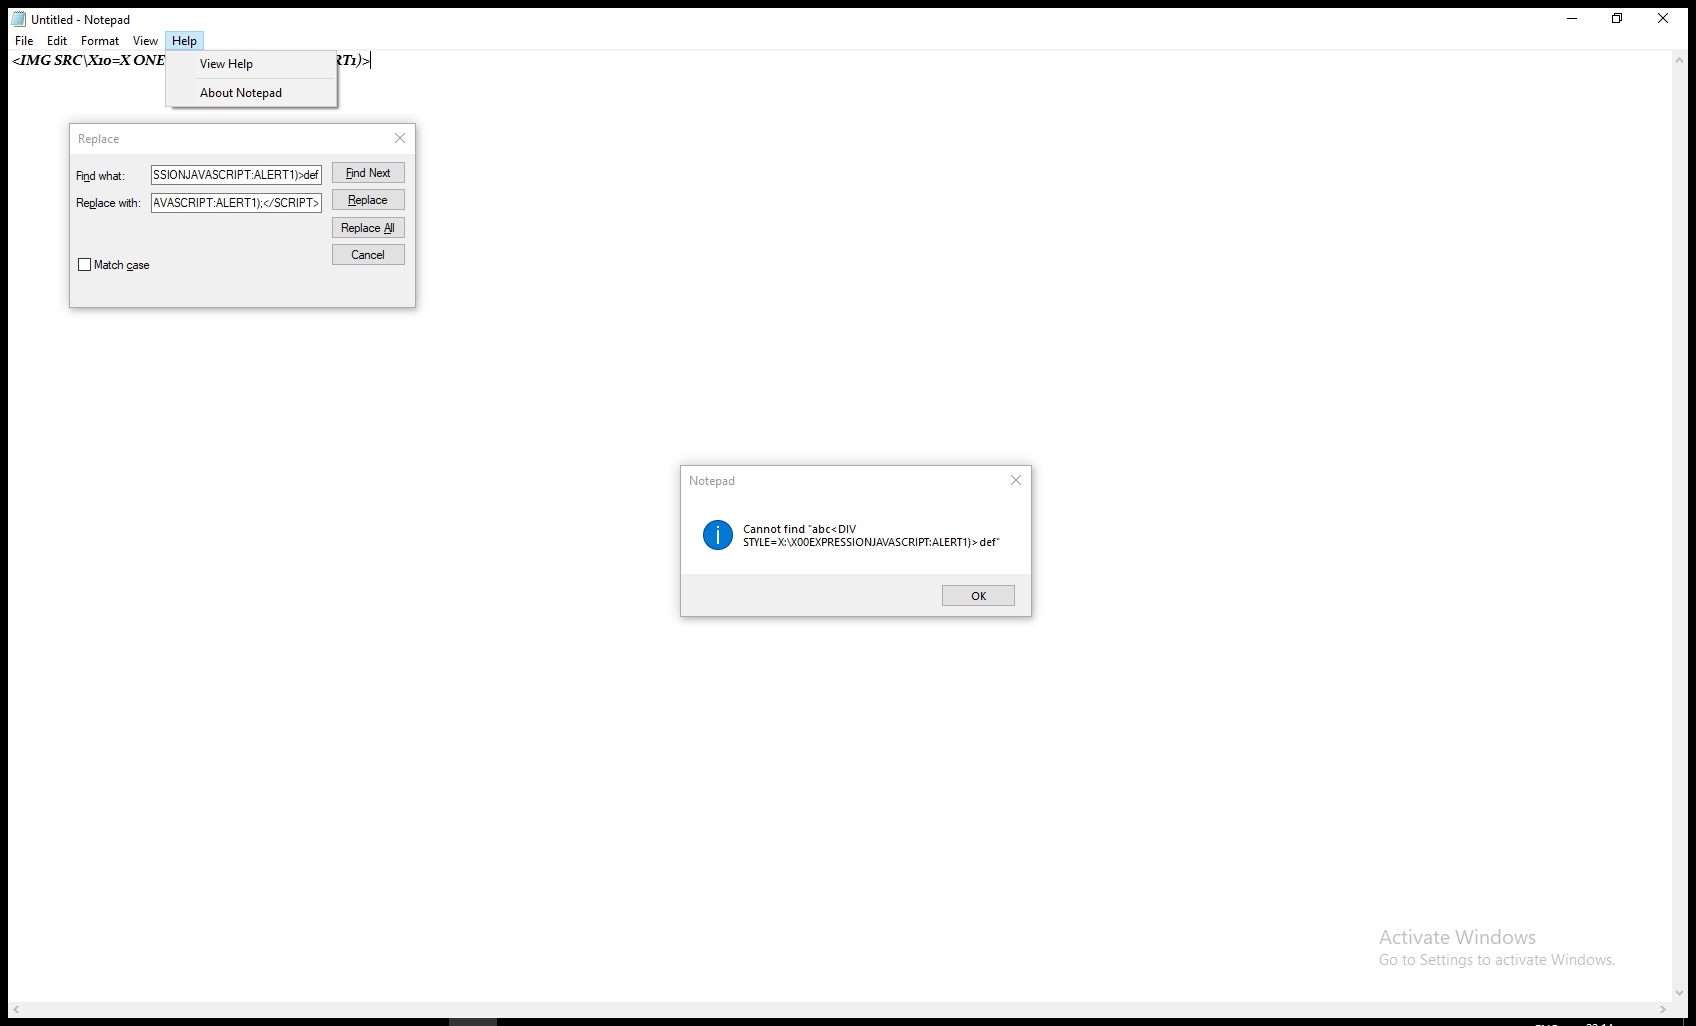 Untitled - Notepad
File Edit Format View Help
<IMG SRC\X10=X ONE RT1)>
View Help
About Notepad
Replace
Find what: SSIONJAVASCRIPT:ALERT1)>def Find Next
Replace with: AVASCRIPT:ALERT1);</SCRIPT> Replace
Replace All
Cancel
Match case
Notepad
Cannot find "abc<DIV
STYLE=X:\X00EXPRESSIONJAVASCRIPT:ALERT1)>def"
OK
Activate Windows
Go to Settings to activate Windows.